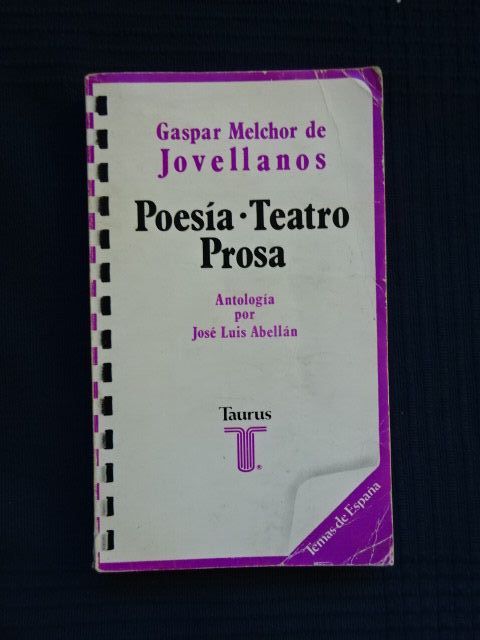 Gaspar Melchor de
Jovellanos
Poesía·Teatro
Prosa
Antología
por
José Luis Abellán
Taurus
®
Temas de España